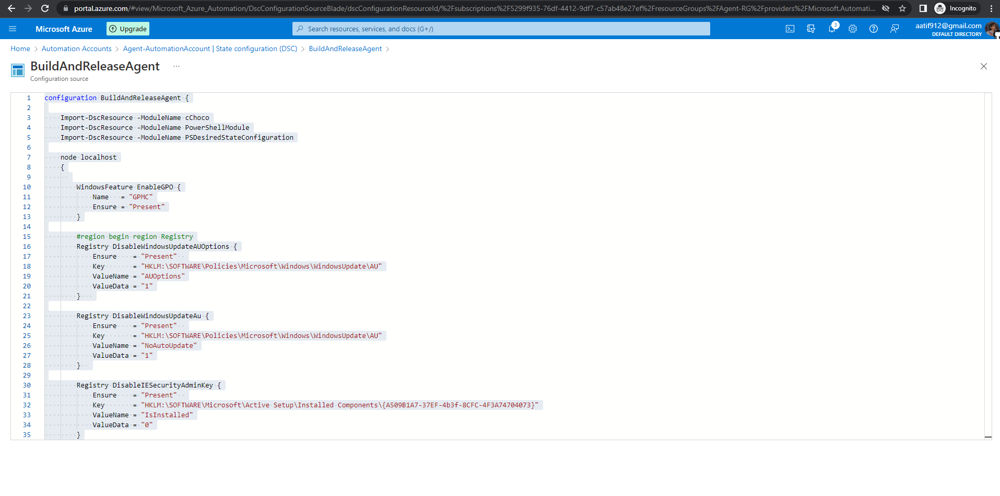 portal.azure.com/#view/Microsoft_Azure_Automation/DscConfigurationSourceBlade/dscConfigurationResourceId/%2Fsubscriptions%2F5299f935-76df-4412-9df7-c57ab48e27ef%2FresourceGroups%2FAgent-RG%2Fproviders%2FMicrosoft.Automati... Incognito
Microsoft Azure Upgrade Search resources, services, and docs (G+/) 3 aatif912@gmail.com
DEFAULT DIRECTORY
Home > Automation Accounts > Agent-AutomationAccount | State configuration (DSC) > BuildAndReleaseAgent >
BuildAndReleaseAgent ...
Configuration source
1 configuration BuildAndReleaseAgent {
2
3 Import-DscResource -ModuleName cChoco
4 Import-DscResource -ModuleName PowerShellModule
5 Import-DscResource -ModuleName PSDesiredStateConfiguration
6
7 node localhost
8 {
9
10 WindowsFeature EnableGPO {
11 Name = "GPMC"
12 Ensure = "Present"
13 }
14
15 #region begin region Registry
16 Registry DisableWindowsUpdateAUOptions {
17 Ensure = "Present"
18 Key = "HKLM:\SOFTWARE\Policies\Microsoft\Windows\WindowsUpdate\AU"
19 ValueName = "AUOptions"
20 ValueData = "1"
21 }
22
23 Registry DisableWindowsUpdateAu {
24 Ensure = "Present"
25 Key = "HKLM:\SOFTWARE\Policies\Microsoft\Windows\WindowsUpdate\AU"
26 ValueName = "NoAutoUpdate"
27 ValueData = "1"
28 }
29
30 Registry DisableIESecurityAdminKey {
31 Ensure = "Present"
32 Key = "HKLM:\SOFTWARE\Microsoft\Active Setup\Installed Components\{A509B1A7-37EF-4b3f-8CFC-4F3A74704073}"
33 ValueName = "IsInstalled"
34 ValueData = "0"
35 }